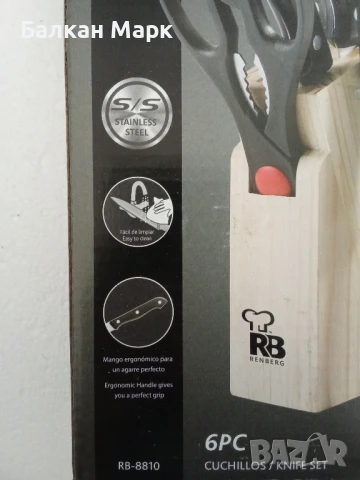 Балкан Марк
S/S
STAINLESS
STEEL
Fácil de limpiar
Easy to clean
Mango ergonómico para
un agarre perfecto
Ergonomic Handle gives
you a perfect grip
RB-8810
RB
RENBERG
6PC
CUCHILLOS / KNIFE SET
BAZAR